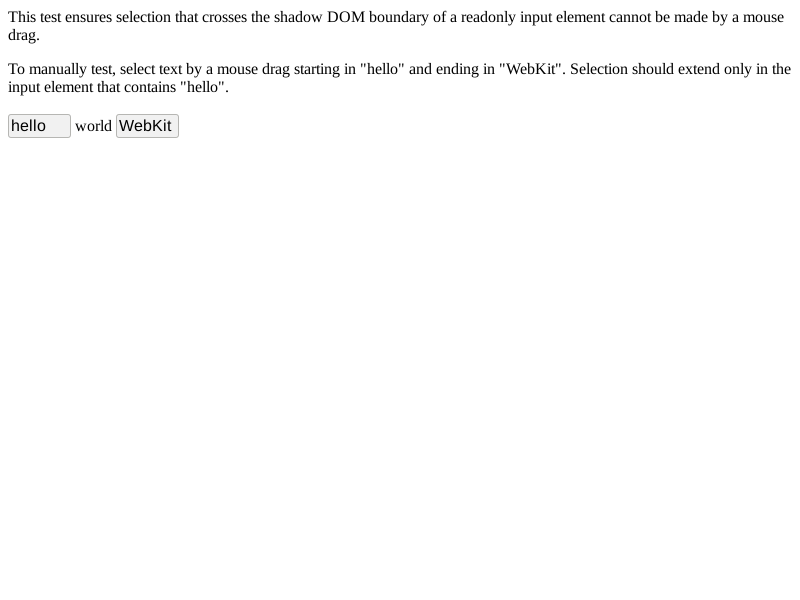 This test ensures selection that crosses the shadow DOM boundary of a readonly input element cannot be made by a mouse
drag.
To manually test, select text by a mouse drag starting in "hello" and ending in "WebKit". Selection should extend only in the
input element that contains "hello".
hello world WebKit